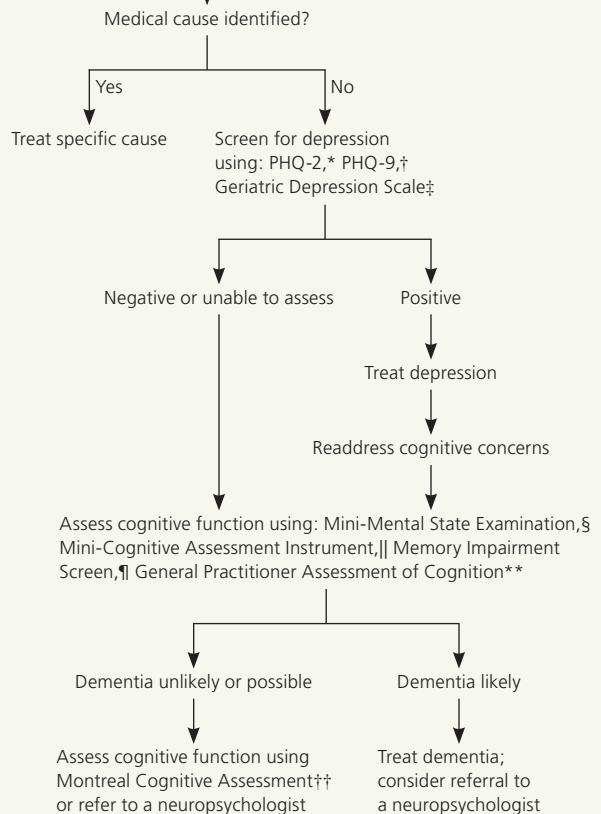 Medical cause identified?
Yes
No
Treat specific cause
Screen for depression
using: PHQ-2,* PHQ-9,†
Geriatric Depression Scale‡
Negative or unable to assess
Positive
Treat depression
Readdress cognitive concerns
Assess cognitive function using: Mini-Mental State Examination,§
Mini-Cognitive Assessment Instrument,|| Memory Impairment
Screen,¶ General Practitioner Assessment of Cognition**
Dementia unlikely or possible
Dementia likely
Assess cognitive function using
Montreal Cognitive Assessment††
or refer to a neuropsychologist
Treat dementia;
consider referral to
a neuropsychologist